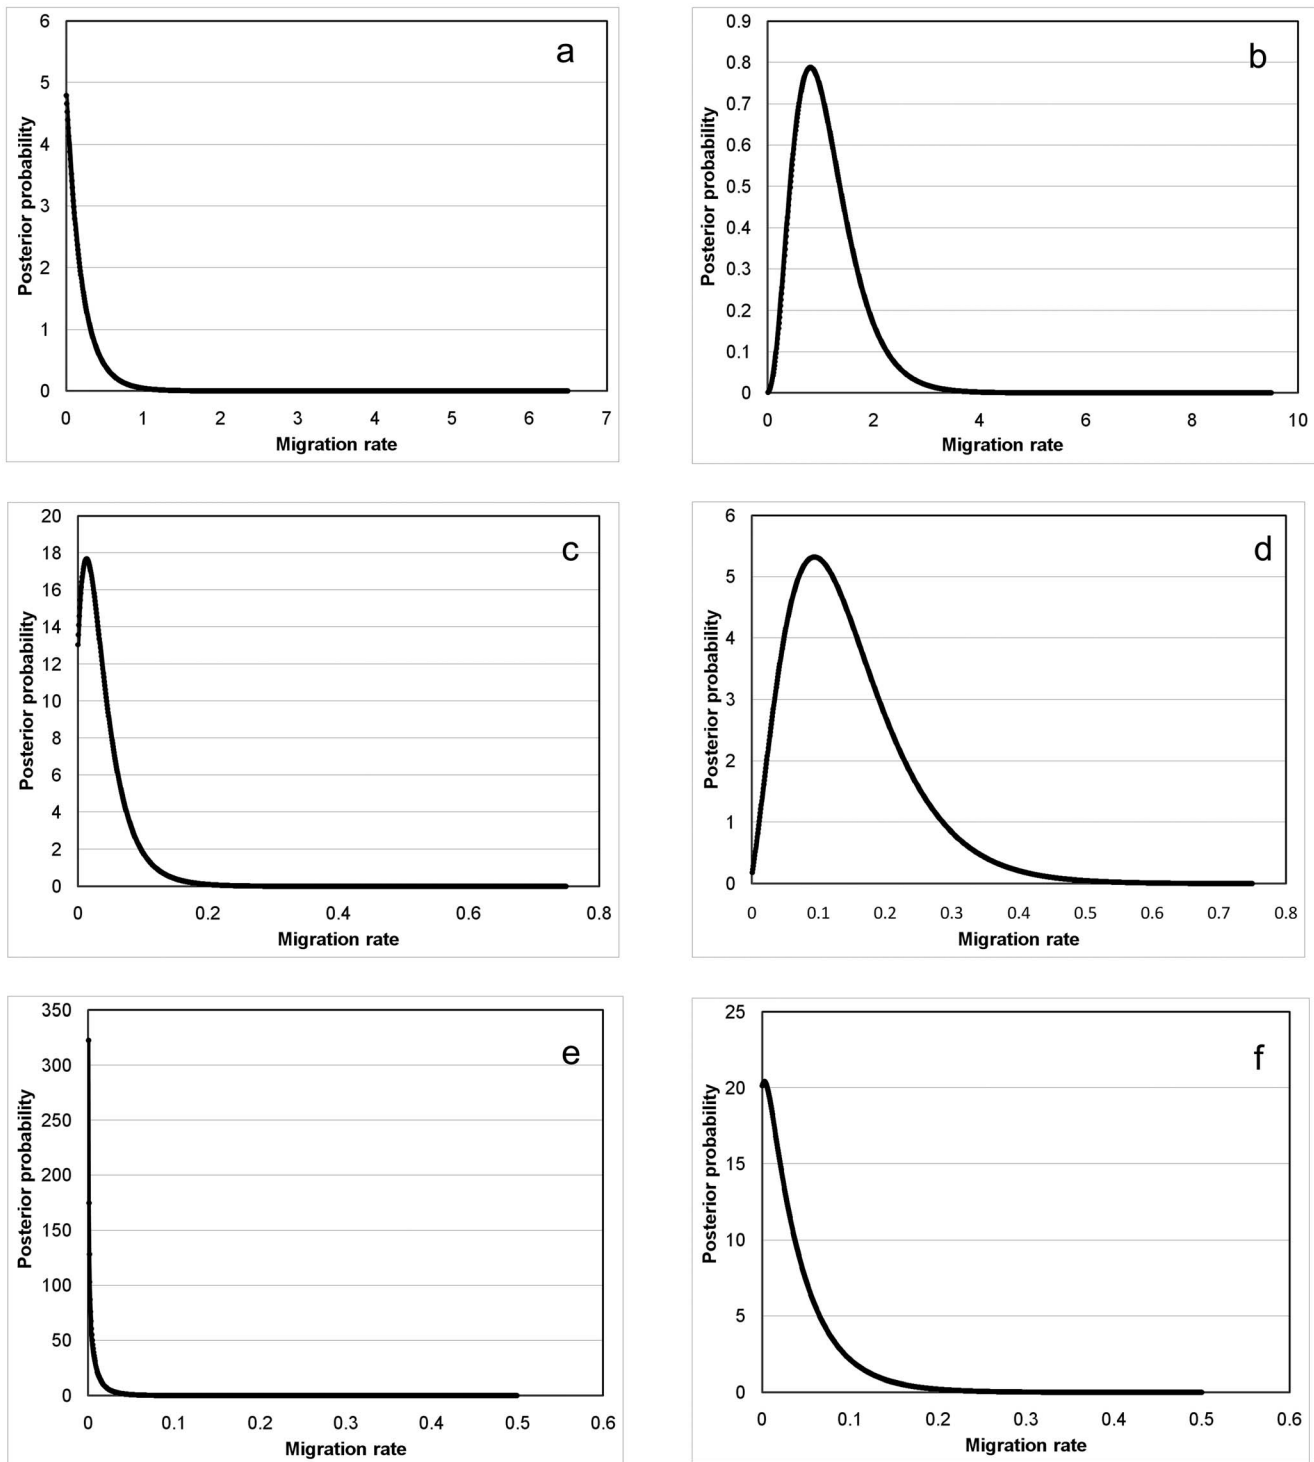 a
6
5
4
3
2
1
0
Posterior probability
0 1 2 3 4 5 6 7
Migration rate
b
0.9
0.8
0.7
0.6
0.5
0.4
0.3
0.2
0.1
0
Posterior probability
0 2 4 6 8 10
Migration rate
c
20
18
16
14
12
10
8
6
4
2
0
Posterior probability
0 0.2 0.4 0.6 0.8
Migration rate
d
6
5
4
3
2
1
0
Posterior probability
0 0.1 0.2 0.3 0.4 0.5 0.6 0.7 0.8
Migration rate
e
350
300
250
200
150
100
50
0
Posterior probability
0 0.1 0.2 0.3 0.4 0.5 0.6
Migration rate
f
25
20
15
10
5
0
Posterior probability
0 0.1 0.2 0.3 0.4 0.5 0.6
Migration rate